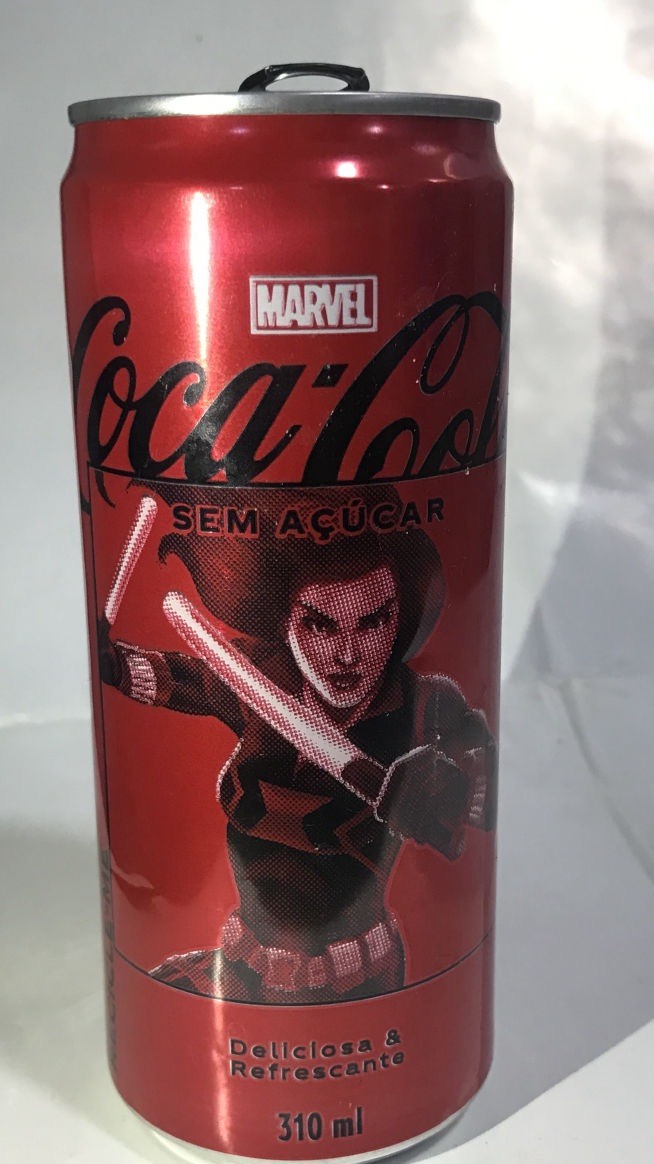 MARVEL
Coca-Cola
SEM AÇÚCAR
Deliciosa &
Refrescante
310 ml